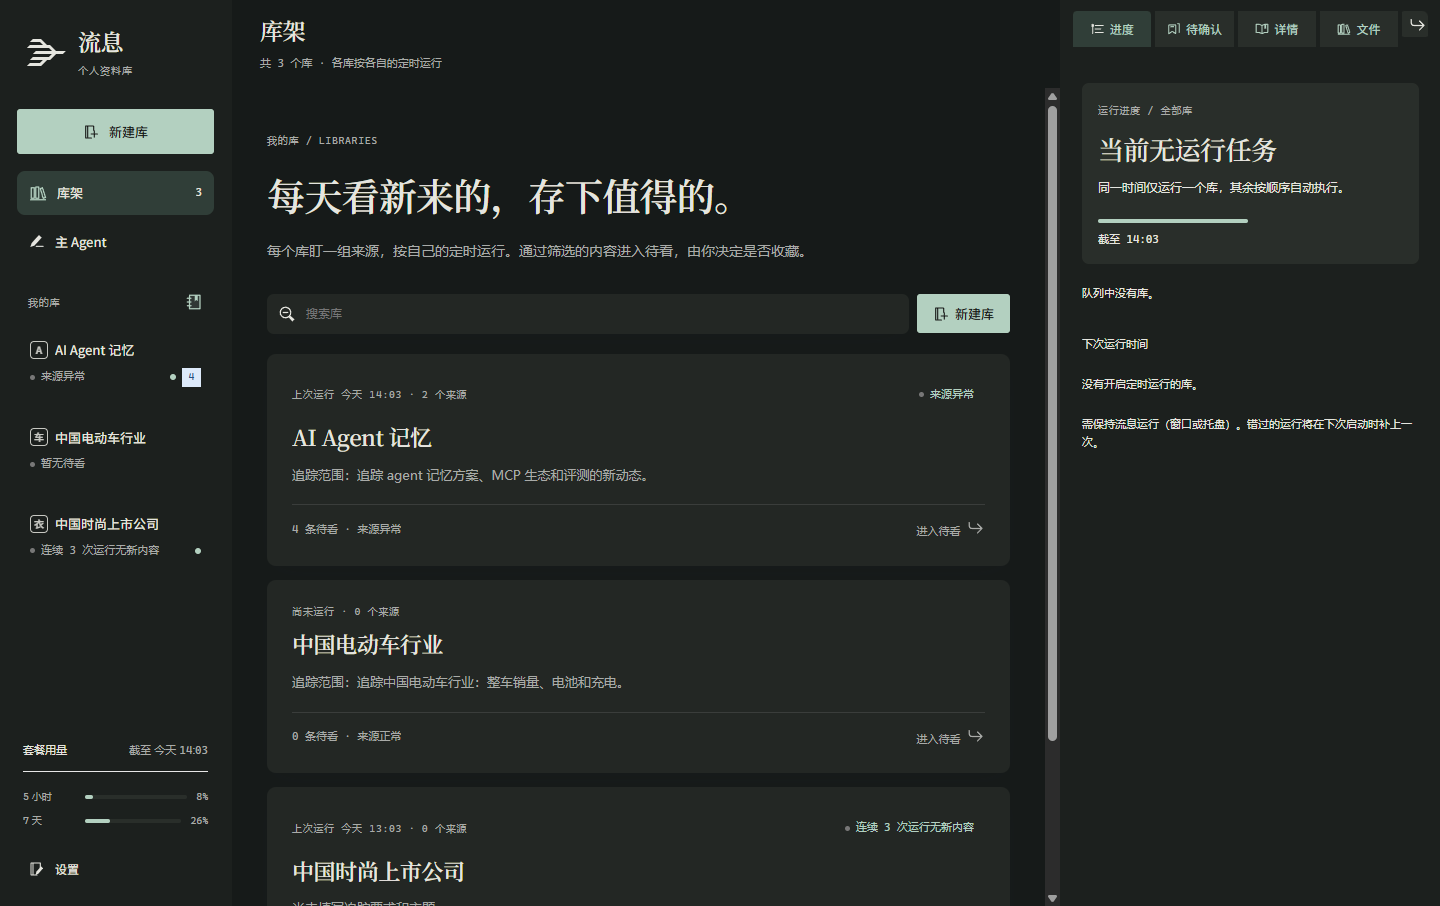 流息
个人资料库
新建库
库架 3
主 Agent
我的库
A AI Agent 记忆
来源异常 4
车 中国电动车行业
暂无待看
衣 中国时尚上市公司
连续 3 次运行无新内容
套餐用量 截至 今天 14:03
5 小时 8%
7 天 26%
设置
库架
共 3 个库 · 各库按各自的定时运行
我的库 / LIBRARIES
每天看新来的，存下值得的。
每个库盯一组来源，按自己的定时运行。通过筛选的内容进入待看，由你决定是否收藏。
搜索库
新建库
上次运行 今天 14:03 · 2 个来源 来源异常
AI Agent 记忆
追踪范围：追踪 agent 记忆方案、MCP 生态和评测的新动态。
4 条待看 · 来源异常 进入待看
尚未运行 · 0 个来源
中国电动车行业
追踪范围：追踪中国电动车行业：整车销量、电池和充电。
0 条待看 · 来源正常 进入待看
上次运行 今天 13:03 · 0 个来源 连续 3 次运行无新内容
中国时尚上市公司
进度 待确认 详情 文件
运行进度 / 全部库
当前无运行任务
同一时间仅运行一个库，其余按顺序自动执行。
截至 14:03
队列中没有库。
下次运行时间
没有开启定时运行的库。
需保持流息运行（窗口或托盘）。错过的运行将在下次启动时补上一
次。